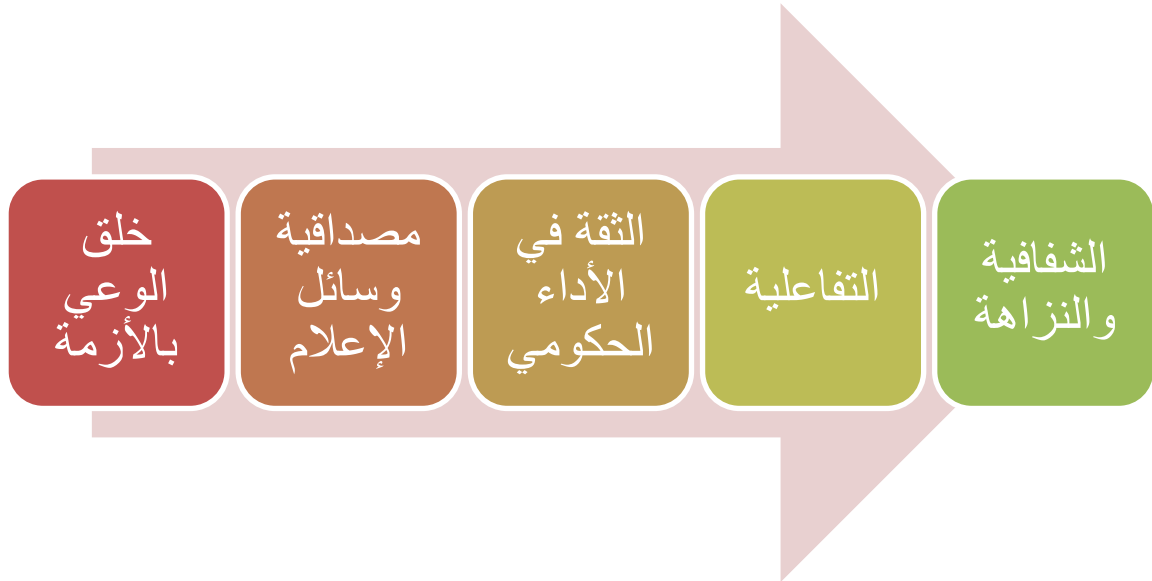 خلق
الوعي
بالأزمة
مصداقية
وسائل
الإعلام
الثقة في
الأداء
الحكومي
التفاعلية
الشفافية
والنزاهة